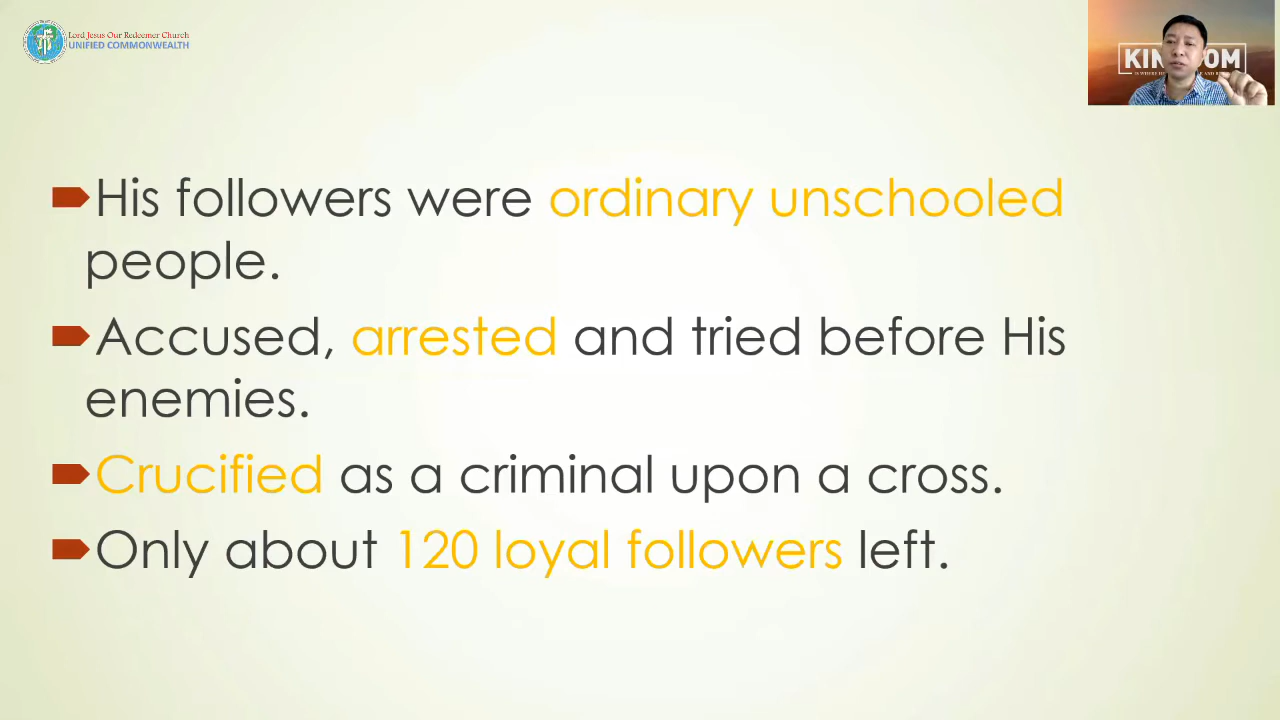 Lord Jesus Our Redeemer Church
UNIFIED COMMONWEALTH
His followers were ordinary unschooled
people.
Accused, arrested and tried before His
enemies.
Crucified as a criminal upon a cross.
Only about 120 loyal followers left.